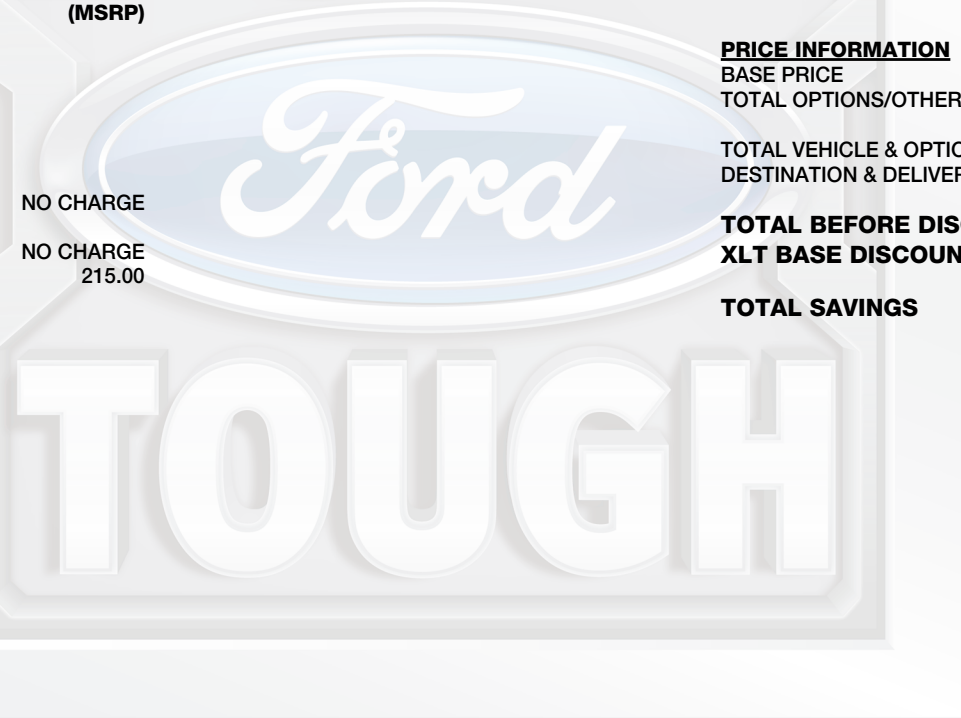 (MSRP)
NO CHARGE
NO CHARGE
215.00
PRICE INFORMATION
BASE PRICE
TOTAL OPTIONS/OTHER
TOTAL VEHICLE & OPTIO
DESTINATION & DELIVER
TOTAL BEFORE DIS
XLT BASE DISCOUN
TOTAL SAVINGS
Ford
TOUGH